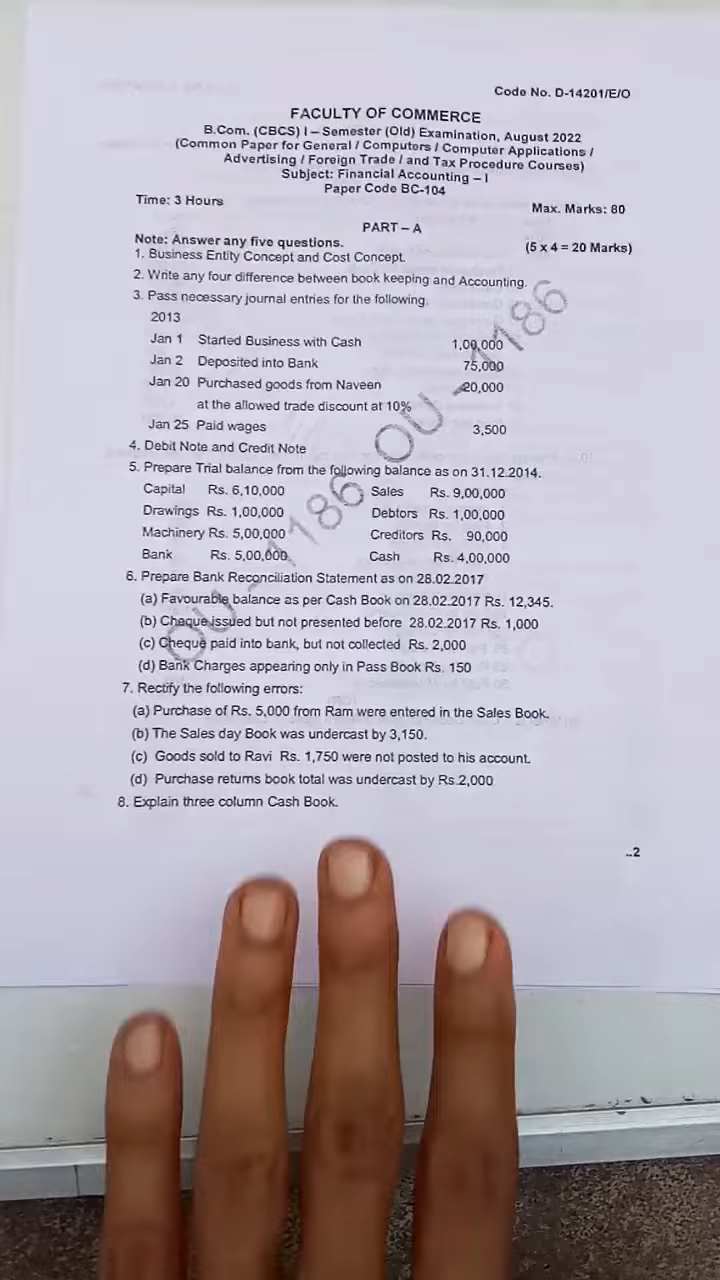 Code No. D-14201/E/O
FACULTY OF COMMERCE
B.Com. (CBCS) I – Semester (Old) Examination, August 2022
(Common Paper for General / Computers / Computer Applications /
Advertising / Foreign Trade / and Tax Procedure Courses)
Subject: Financial Accounting – I
Paper Code BC-104
Time: 3 Hours Max. Marks: 80
PART – A
Note: Answer any five questions. (5 x 4 = 20 Marks)
1. Business Entity Concept and Cost Concept.
2. Write any four difference between book keeping and Accounting.
3. Pass necessary journal entries for the following.
2013
Jan 1 Started Business with Cash 1,00,000
Jan 2 Deposited into Bank 75,000
Jan 20 Purchased goods from Naveen 20,000
at the allowed trade discount at 10%
Jan 25 Paid wages 3,500
4. Debit Note and Credit Note
5. Prepare Trial balance from the following balance as on 31.12.2014.
Capital Rs. 6,10,000 Sales Rs. 9,00,000
Drawings Rs. 1,00,000 Debtors Rs. 1,00,000
Machinery Rs. 5,00,000 Creditors Rs. 90,000
Bank Rs. 5,00,000 Cash Rs. 4,00,000
6. Prepare Bank Reconciliation Statement as on 28.02.2017
(a) Favourable balance as per Cash Book on 28.02.2017 Rs. 12,345.
(b) Cheque issued but not presented before 28.02.2017 Rs. 1,000
(c) Cheque paid into bank, but not collected Rs. 2,000
(d) Bank Charges appearing only in Pass Book Rs. 150
7. Rectify the following errors:
(a) Purchase of Rs. 5,000 from Ram were entered in the Sales Book.
(b) The Sales day Book was undercast by 3,150.
(c) Goods sold to Ravi Rs. 1,750 were not posted to his account.
(d) Purchase returns book total was undercast by Rs.2,000
8. Explain three column Cash Book.
..2
OU - 1186 OU - 1186